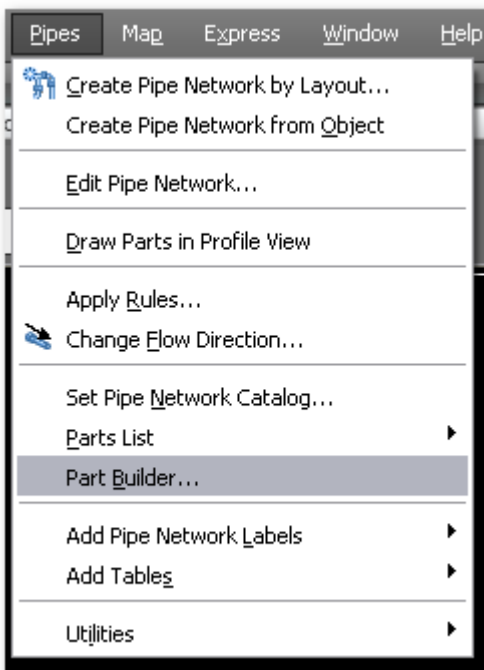 Pipes Map Express Window Help
Create Pipe Network by Layout...
Create Pipe Network from Object
Edit Pipe Network...
Draw Parts in Profile View
Apply Rules...
Change Flow Direction...
Set Pipe Network Catalog...
Parts List
Part Builder...
Add Pipe Network Labels
Add Tables
Utilities